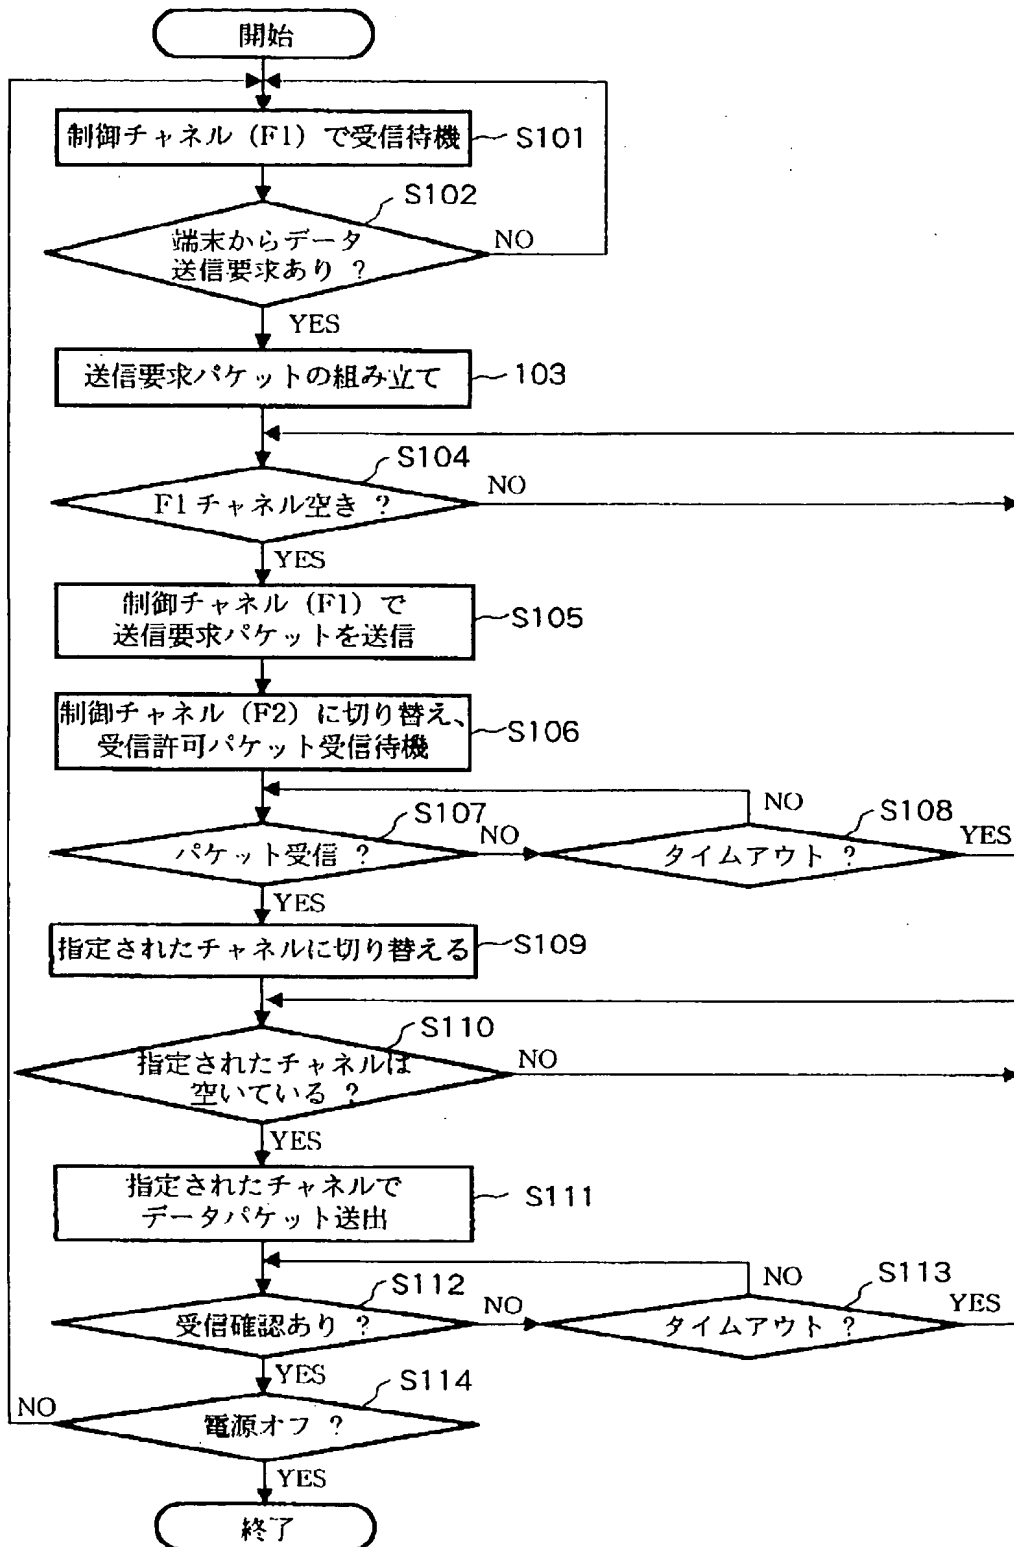 開始
制御チャネル (F1) で受信待機
S101
S102
端末からデータ
送信要求あり ?
NO
YES
送信要求パケットの組み立て
103
S104
F1チャネル空き ?
NO
YES
制御チャネル (F1) で
送信要求パケットを送信
S105
制御チャネル (F2) に切り替え、
受信許可パケット受信待機
S106
S107
パケット受信 ?
NO
YES
NO
S108
タイムアウト ?
YES
指定されたチャネルに切り替える
S109
S110
指定されたチャネルは
空いている ?
NO
YES
指定されたチャネルで
データパケット送出
S111
S112
受信確認あり ?
NO
YES
NO
S113
タイムアウト ?
YES
S114
電源オフ ?
NO
YES
終了